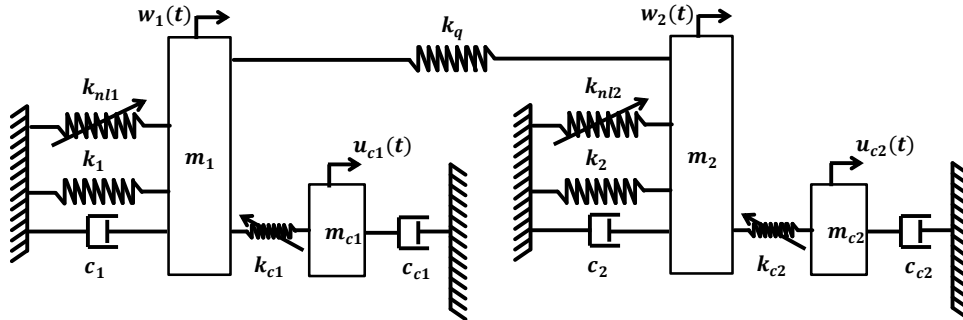 w₁(t)
w₂(t)
k_q
k_nl1
k_nl2
k₁
m₁
u_c1(t)
k₂
m₂
u_c2(t)
m_c1
m_c2
c₁
k_c1
c_c1
c₂
k_c2
c_c2